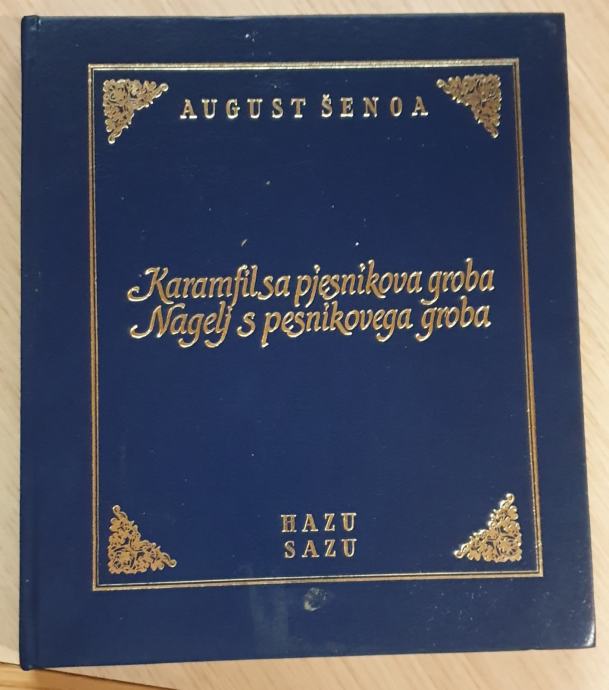 AUGUST ŠENOA
Karamfil sa pjesnikova groba
Nagelj s pesnikovega groba
HAZU
SAZU